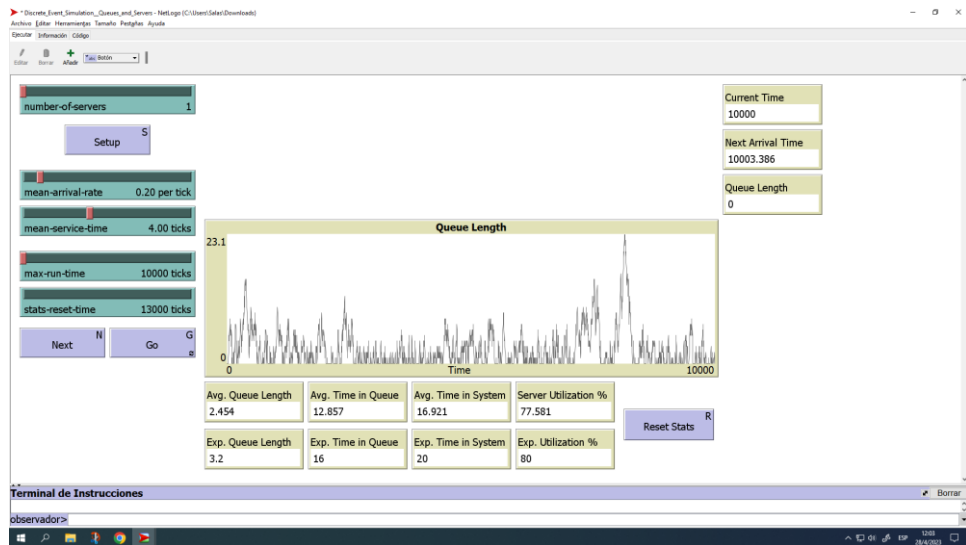 * Discrete_Event_Simulation__Queues_and_Servers - NetLogo {C:\Users\Salas\Downloads}
Archivo Editar Herramientas Tamaño Pestañas Ayuda
Ejecutar Información Código
Editar Borrar Añadir Botón
number-of-servers 1
S
Setup
mean-arrival-rate 0.20 per tick
mean-service-time 4.00 ticks
max-run-time 10000 ticks
stats-reset-time 13000 ticks
N
Next
G
Go
Current Time
10000
Next Arrival Time
10003.386
Queue Length
0
Queue Length
23.1
0
0 Time 10000
Avg. Queue Length Avg. Time in Queue Avg. Time in System Server Utilization %
2.454 12.857 16.921 77.581
R
Reset Stats
Exp. Queue Length Exp. Time in Queue Exp. Time in System Exp. Utilization %
3.2 16 20 80
Terminal de Instrucciones Borrar
observador>
ESP 12:03
28/4/2023